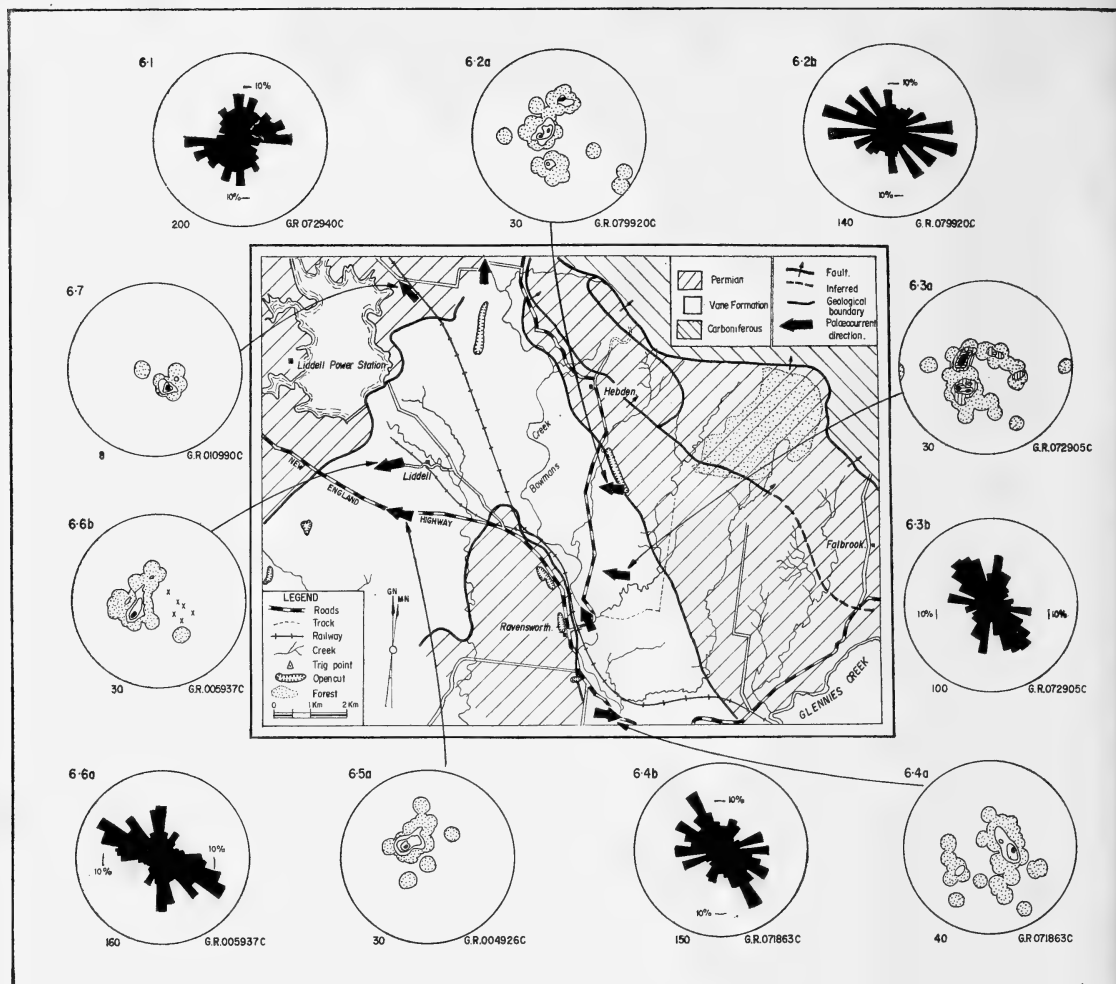 6·1
10%
10%
200
G.R. 072940C
6·2a
30
G.R. 079920C
6·2b
10%
10%
140
G.R. 079920C
6·7
8
G.R. 010990C
6·3a
30
G.R. 072905C
6·6b
x
x
x
x
x
x
30
G.R. 005937C
6·3b
10%
10%
100
G.R. 072905C
6·6a
10%
10%
160
G.R. 005937C
6·5a
30
G.R. 004926C
6·4b
10%
10%
150
G.R. 071863C
6·4a
40
G.R. 071863C
Permian
Vane Formation
Carboniferous
Fault.
Inferred
Geological
boundary
Palaeocurrent
direction.
Liddell Power Station
Hebden.
Creek
Bowmans
Liddell
NEW
ENGLAND
HIGHWAY
Falbrook.
Ravensworth.
GLENNIES CREEK
GN
MN
LEGEND
Roads
Track
Railway
Creek
Trig point
Open cut
Forest
0 1 Km 2 Km